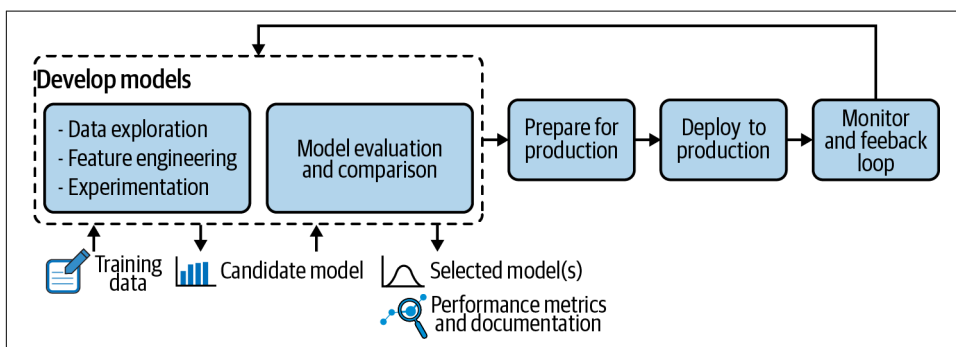 Develop models
- Data exploration
- Feature engineering
- Experimentation
Model evaluation
and comparison
Prepare for
production
Deploy to
production
Monitor
and feeback
loop
Training
data
Candidate model
Selected model(s)
Performance metrics
and documentation